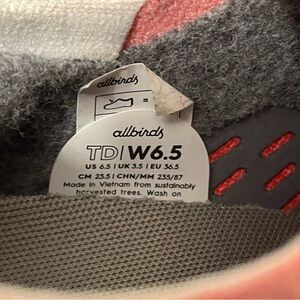 allbirds
=
allbirds
TD|W6.5
US 6.5 | UK 3.5 | EU 36.5
CM 23.5 | CHN/MM 235/87
Made in Vietnam from sustainably
harvested trees. Wash on